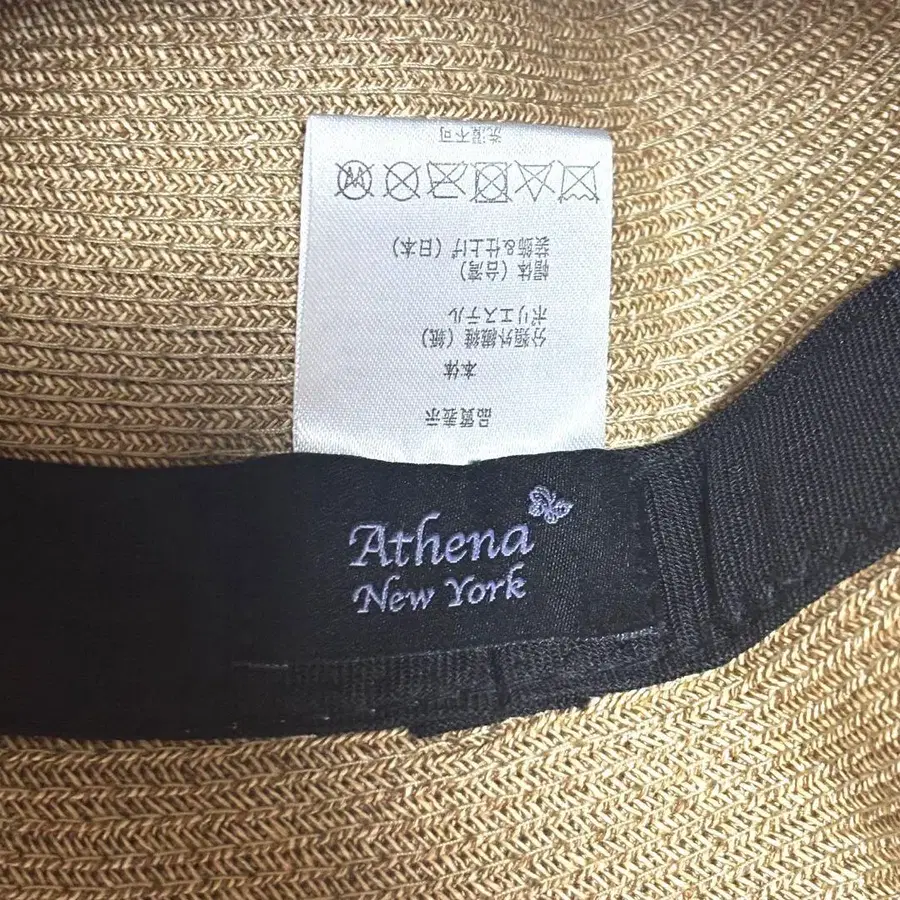 品質表示
本体
分類外繊維（紙）
ポリエステル
帽体（台湾）
装飾&仕上げ（日本）
洗濯不可
Athena
New York